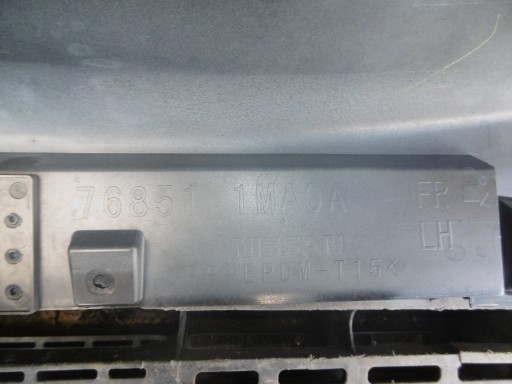 76851 1MA0A FR
NISSAN LH
>P-EPDM-T15<